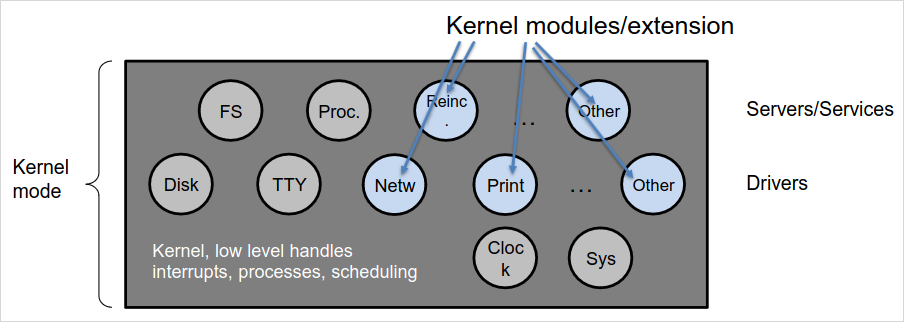 Kernel modules/extension
FS
Proc.
Reinc
.
...
Other
Servers/Services
Kernel
mode
Disk
TTY
Netw
Print
...
Other
Drivers
Kernel, low level handles
interrupts, processes, scheduling
Cloc
k
Sys